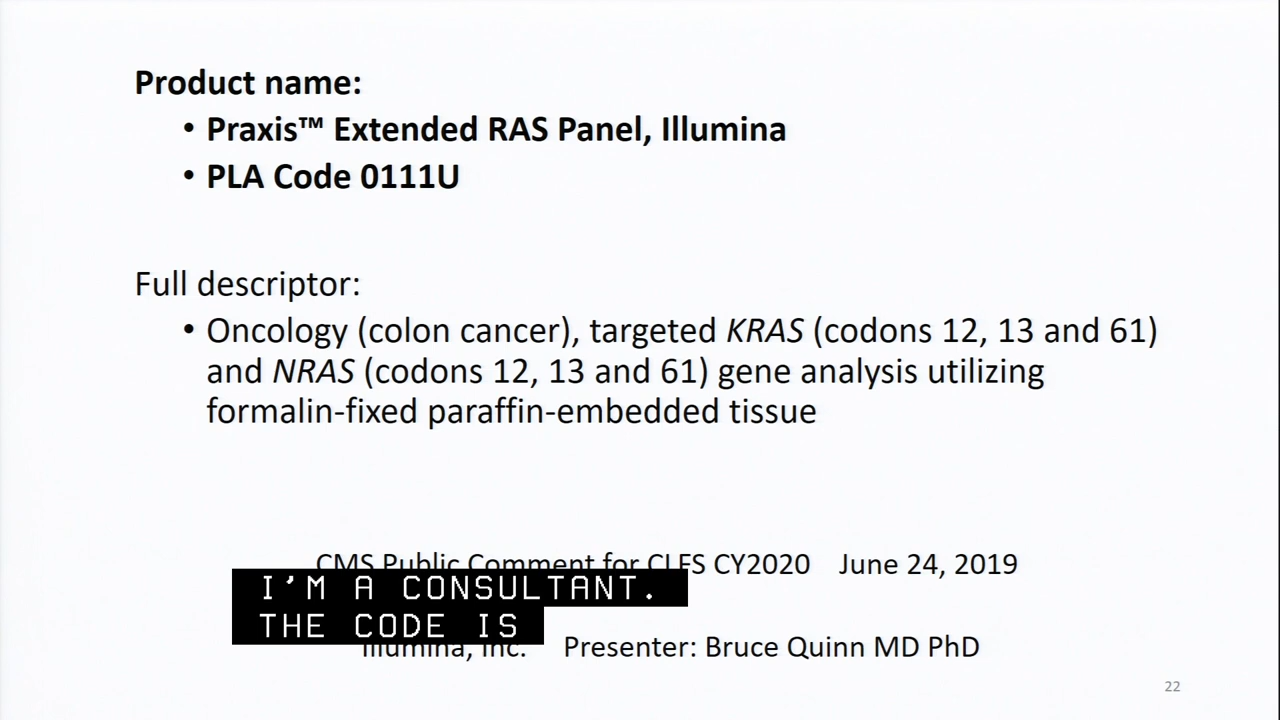 Product name:
• Praxis™ Extended RAS Panel, Illumina
• PLA Code 0111U
Full descriptor:
• Oncology (colon cancer), targeted KRAS (codons 12, 13 and 61)
and NRAS (codons 12, 13 and 61) gene analysis utilizing
formalin-fixed paraffin-embedded tissue
CMS Public Comment for CLFS CY2020 June 24, 2019
I'M A CONSULTANT.
THE CODE IS
Illumina, Inc. Presenter: Bruce Quinn MD PhD
22